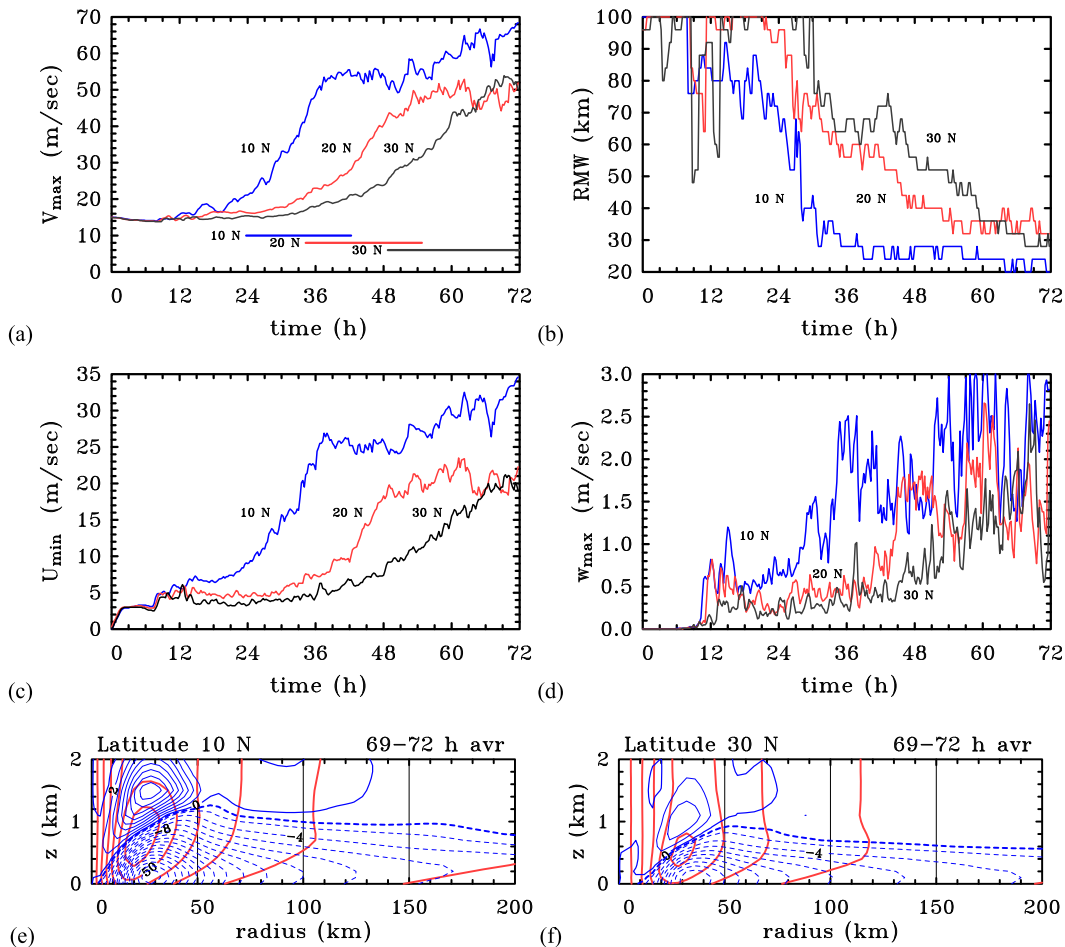 70
60
50
40
30
20
10
0
V max (m/sec)
10 N
20 N
30 N
10 N
20 N
30 N
0 12 24 36 48 60 72
time (h)
(a)
100
90
80
70
60
50
40
30
20
RMW (km)
30 N
10 N
20 N
0 12 24 36 48 60 72
time (h)
(b)
35
30
25
20
15
10
5
0
U min (m/sec)
10 N
20 N
30 N
0 12 24 36 48 60 72
time (h)
(c)
3.0
2.5
2.0
1.5
1.0
0.5
0.0
w max (m/sec)
10 N
20 N
30 N
0 12 24 36 48 60 72
time (h)
(d)
Latitude 10 N 69-72 h avr
2
1
0
z (km)
2
0
-8
-4
50
0 50 100 150 200
radius (km)
(e)
Latitude 30 N 69-72 h avr
2
1
0
z (km)
0
-4
0 50 100 150 200
radius (km)
(f)